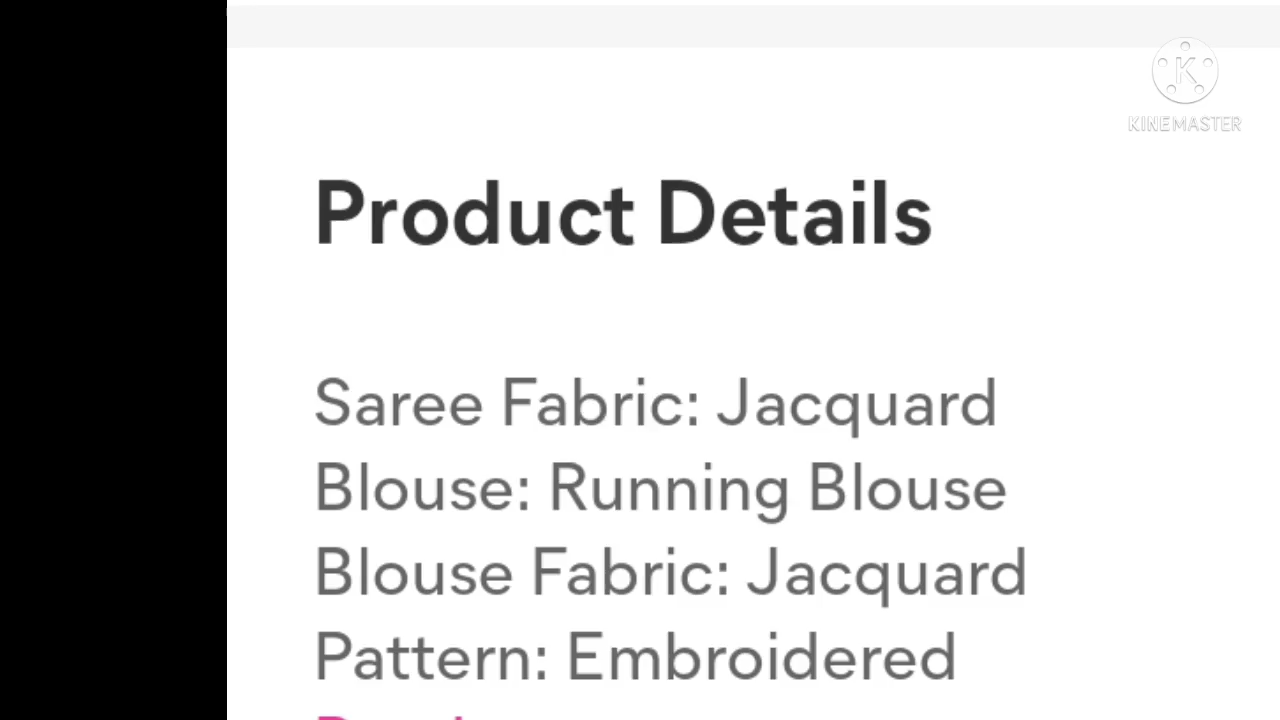 KINEMASTER
Product Details
Saree Fabric: Jacquard
Blouse: Running Blouse
Blouse Fabric: Jacquard
Pattern: Embroidered